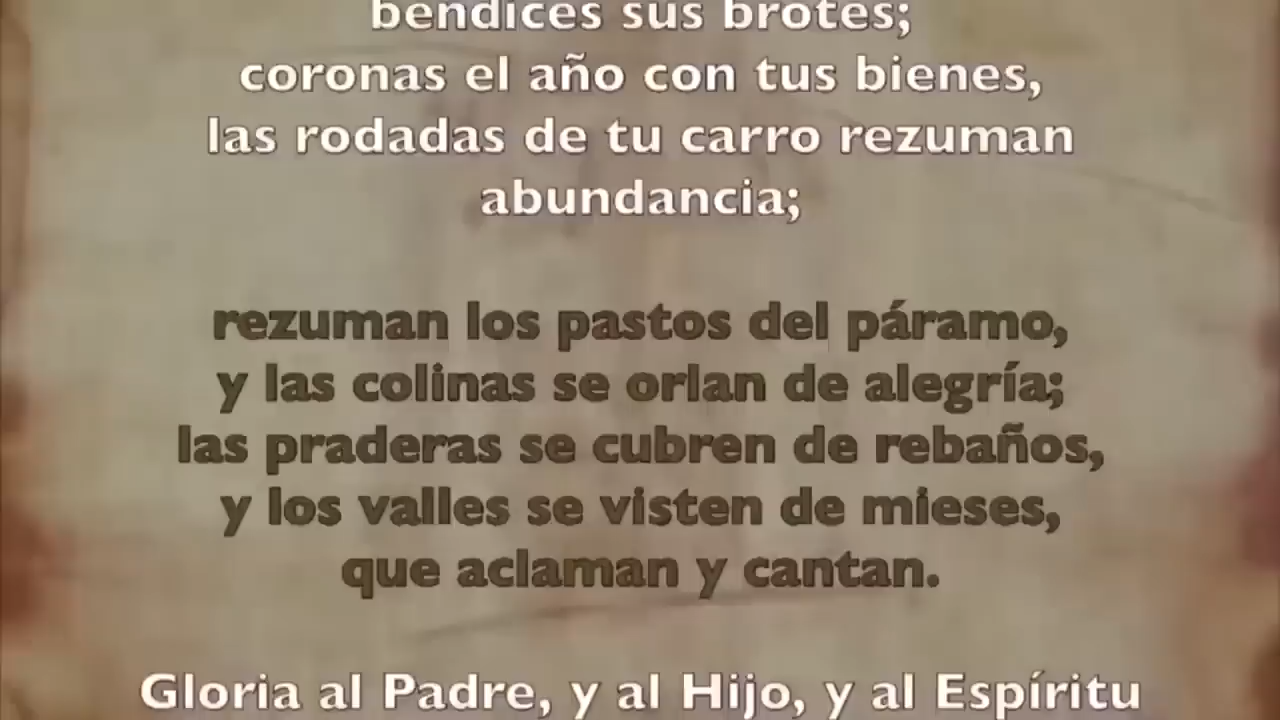 bendices sus brotes;
coronas el año con tus bienes,
las rodadas de tu carro rezuman
abundancia;
rezuman los pastos del páramo,
y las colinas se orlan de alegría;
las praderas se cubren de rebaños,
y los valles se visten de mieses,
que aclaman y cantan.
Gloria al Padre, y al Hijo, y al Espíritu